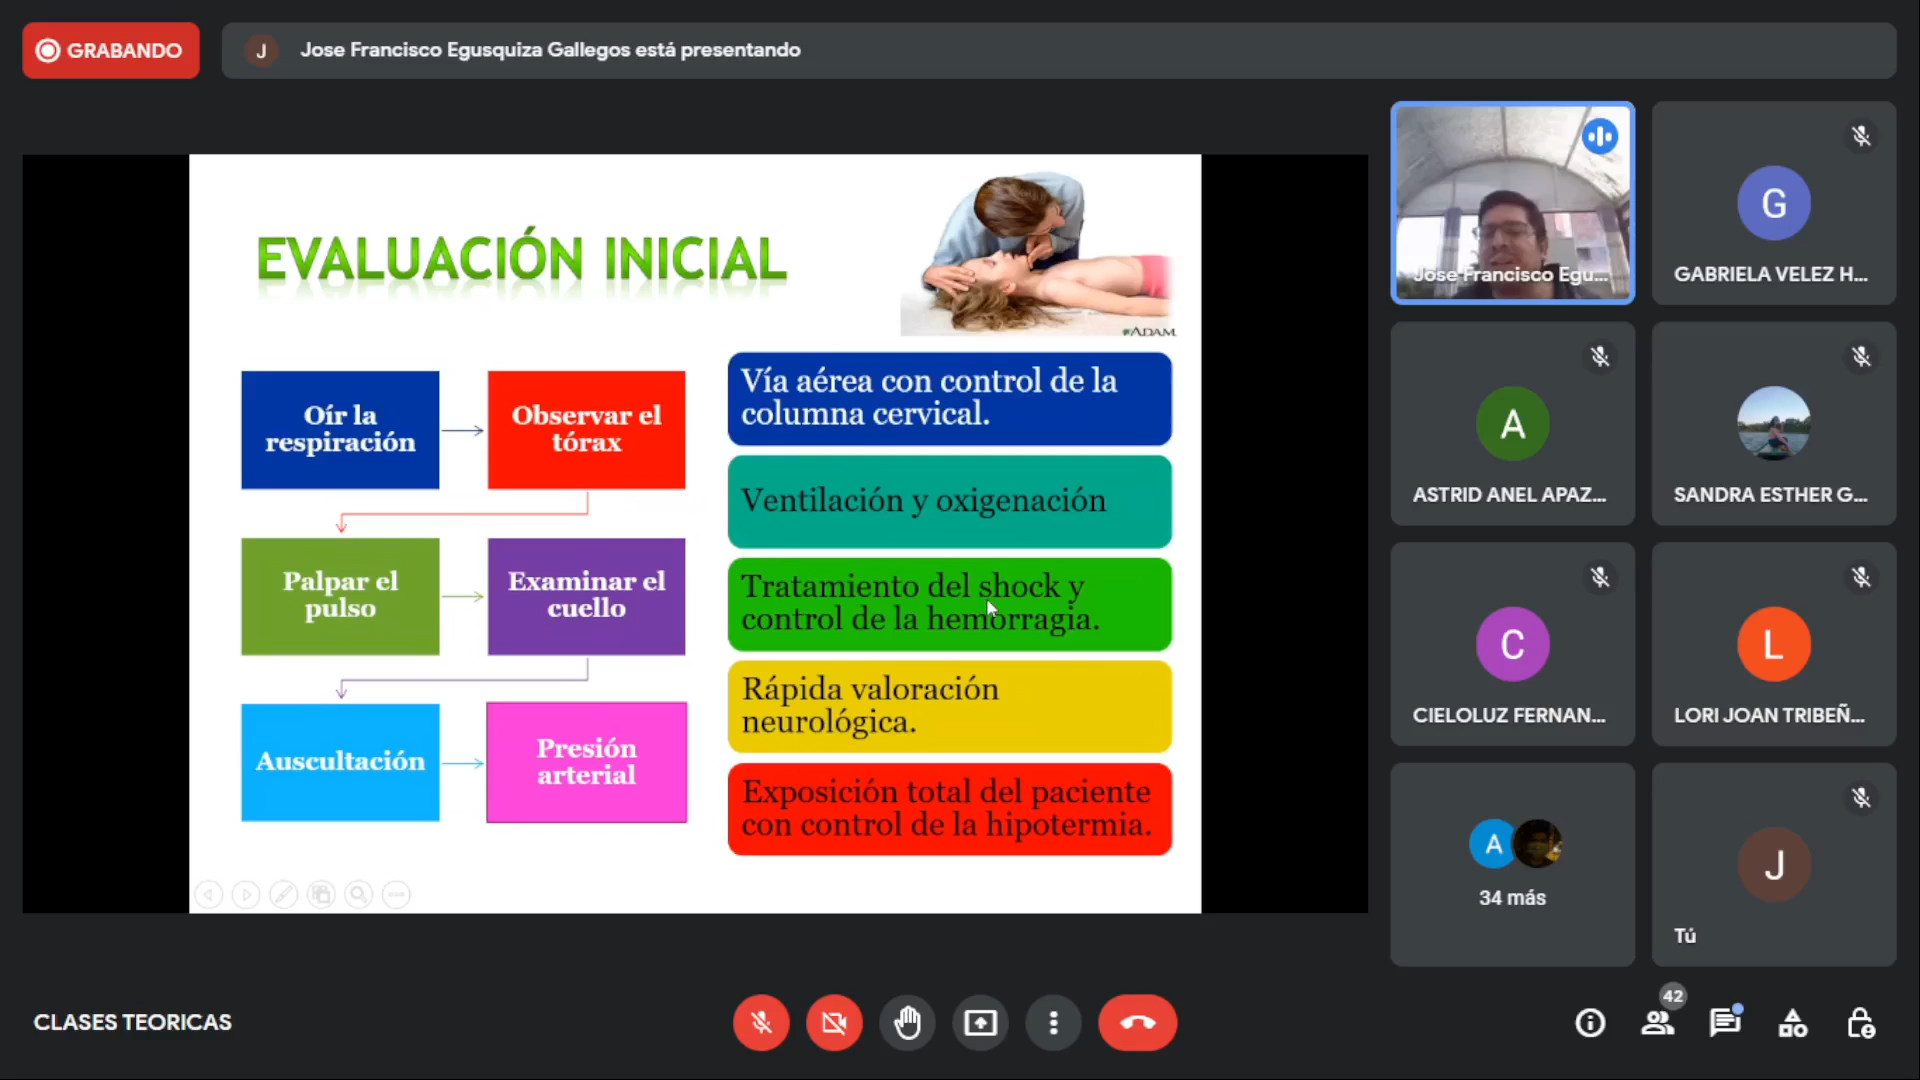 GRABANDO
J
Jose Francisco Egusquiza Gallegos está presentando
EVALUACIÓN INICIAL
ADAM
Oír la
respiración
Observar el
tórax
Palpar el
pulso
Examinar el
cuello
Auscultación
Presión
arterial
Vía aérea con control de la
columna cervical.
Ventilación y oxigenación
Tratamiento del shock y
control de la hemorragia.
Rápida valoración
neurológica.
Exposición total del paciente
con control de la hipotermia.
Jose Francisco Egu...
G
GABRIELA VELEZ H...
A
ASTRID ANEL APAZ...
SANDRA ESTHER G...
C
CIELOLUZ FERNAN...
L
LORI JOAN TRIBEÑ...
A
34 más
J
Tú
CLASES TEORICAS
42